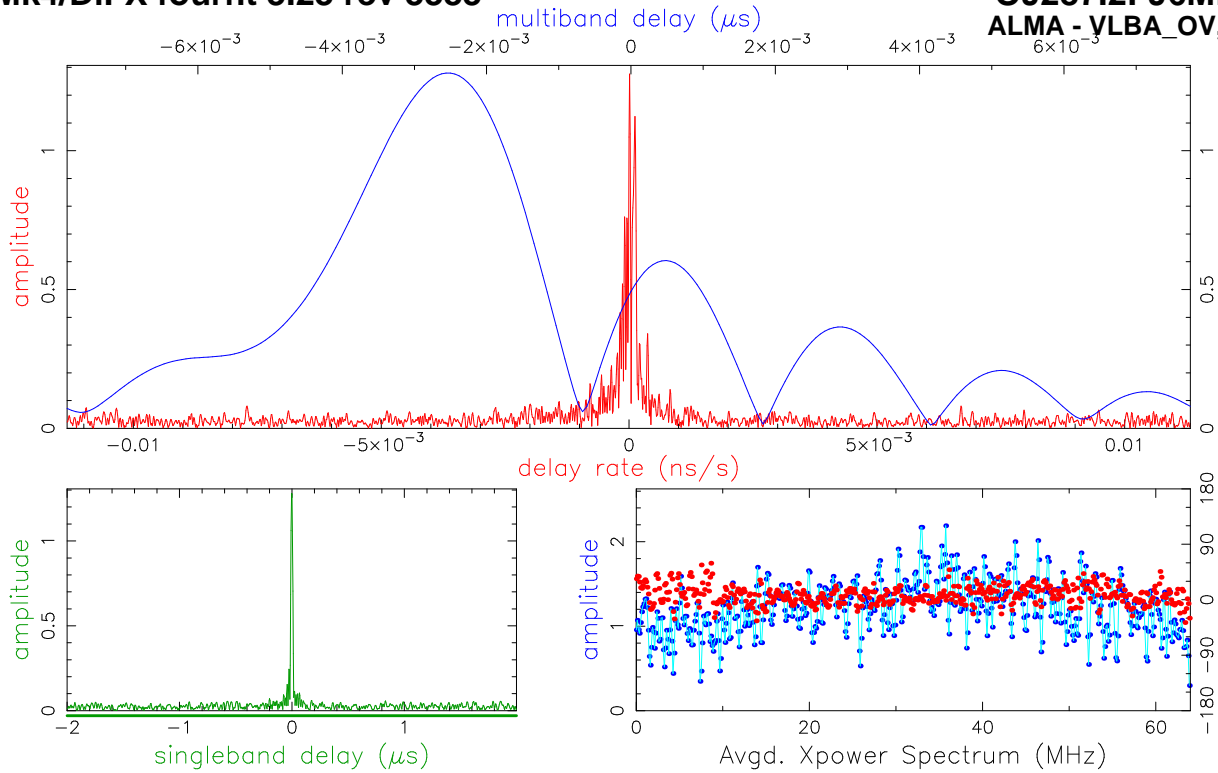 multiband delay (μs)
ALMA - VLBA_OV,
−6×10⁻³ −4×10⁻³ −2×10⁻³ 0 2×10⁻³ 4×10⁻³ 6×10⁻³
1 1
amplitude
0.5 0.5
0 0
−0.01 −5×10⁻³ 0 5×10⁻³ 0.01
delay rate (ns/s)
amplitude
1
0.5
0
−2 −1 0 1
singleband delay (μs)
amplitude
2
1
0
180
90
0
−90
−180
0 20 40 60
Avgd. Xpower Spectrum (MHz)